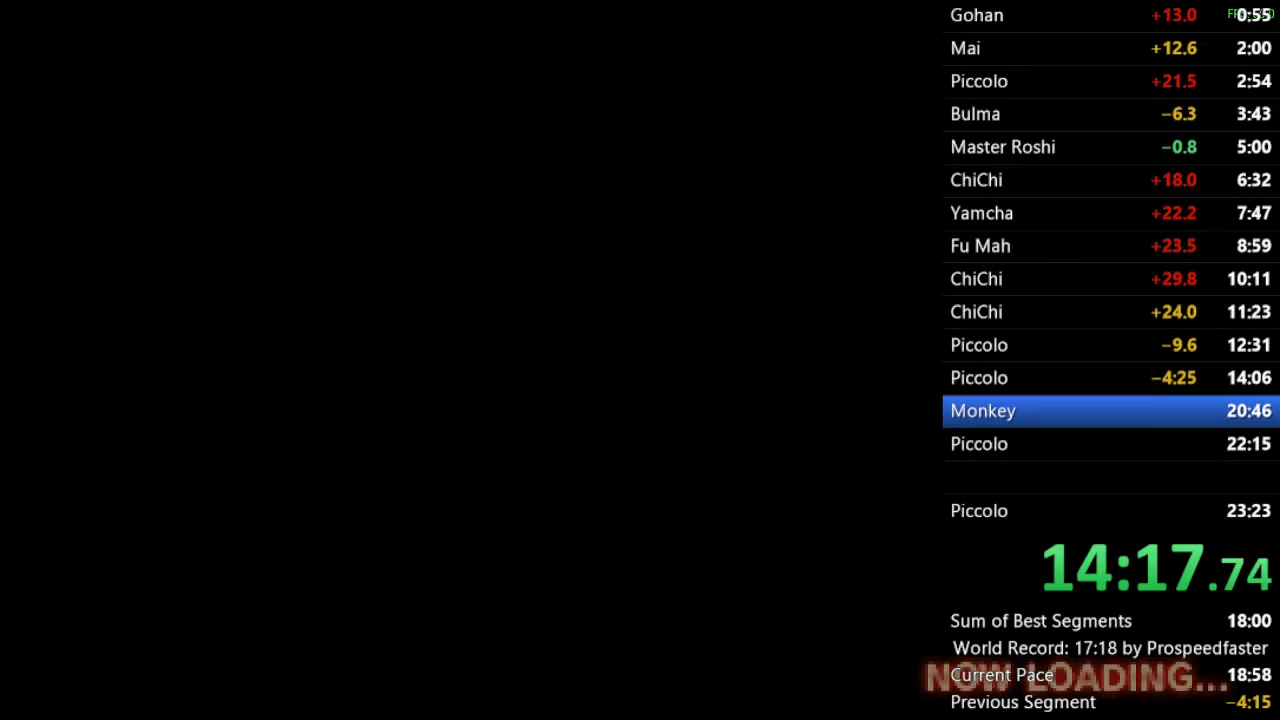 Gohan +13.0 0:55
Mai +12.6 2:00
Piccolo +21.5 2:54
Bulma −6.3 3:43
Master Roshi −0.8 5:00
ChiChi +18.0 6:32
Yamcha +22.2 7:47
Fu Mah +23.5 8:59
ChiChi +29.8 10:11
ChiChi +24.0 11:23
Piccolo −9.6 12:31
Piccolo −4:25 14:06
Monkey 20:46
Piccolo 22:15
Piccolo 23:23
14:17.74
Sum of Best Segments 18:00
World Record: 17:18 by Prospeedfaster
Current Pace 18:58
NOW LOADING...
Previous Segment −4:15